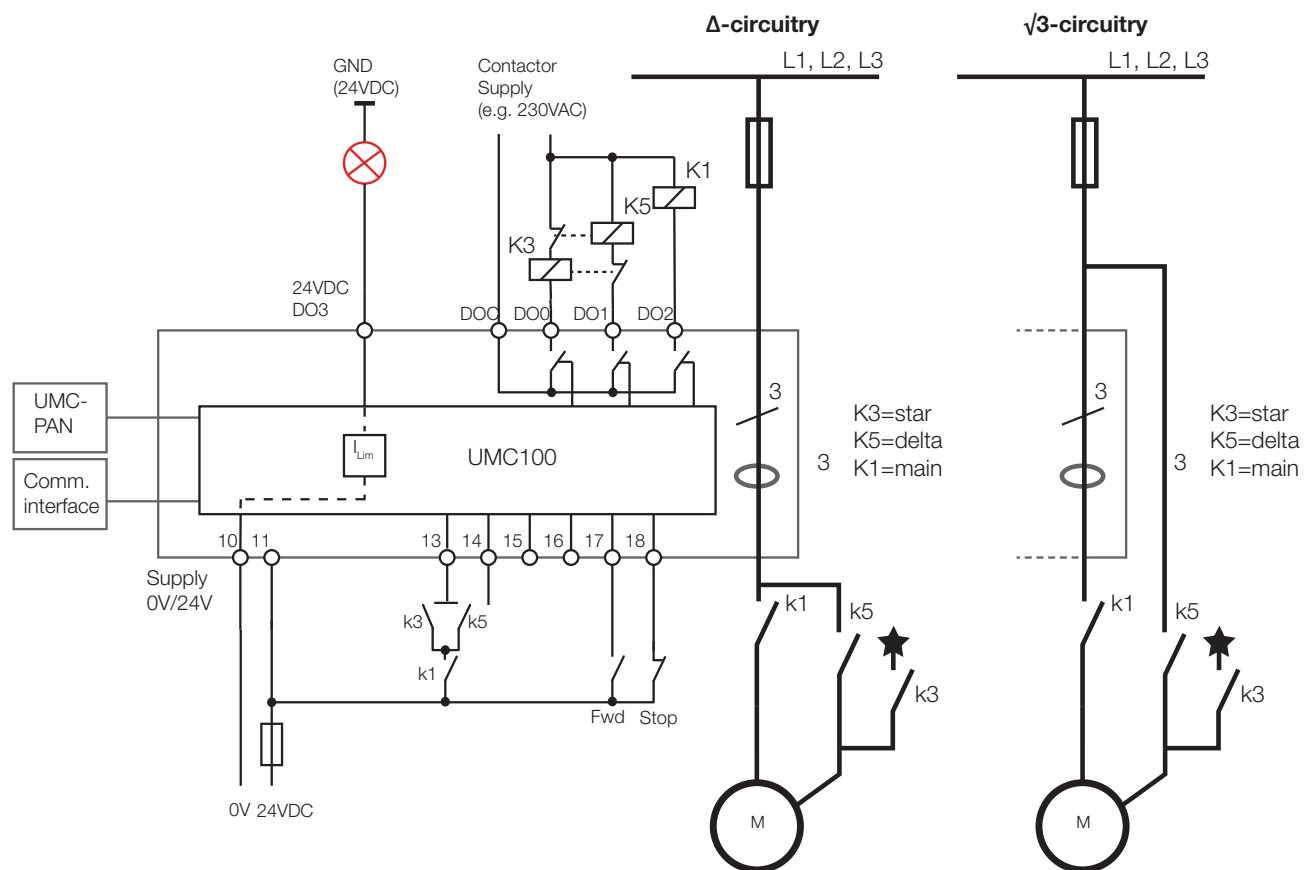 Δ-circuitry
√3-circuitry
L1, L2, L3
L1, L2, L3
GND
(24VDC)
Contactor
Supply
(e.g. 230VAC)
K1
K5
K3
24VDC
DO3
DOC
DO0
DO1
DO2
UMC-
PAN
Comm.
interface
ILim
UMC100
3
3
K3=star
K5=delta
K1=main
3
3
K3=star
K5=delta
K1=main
10
11
13
14
15
16
17
18
Supply
0V/24V
k3
k5
k1
Fwd
Stop
0V
24VDC
k1
k5
k3
M
k1
k5
k3
M